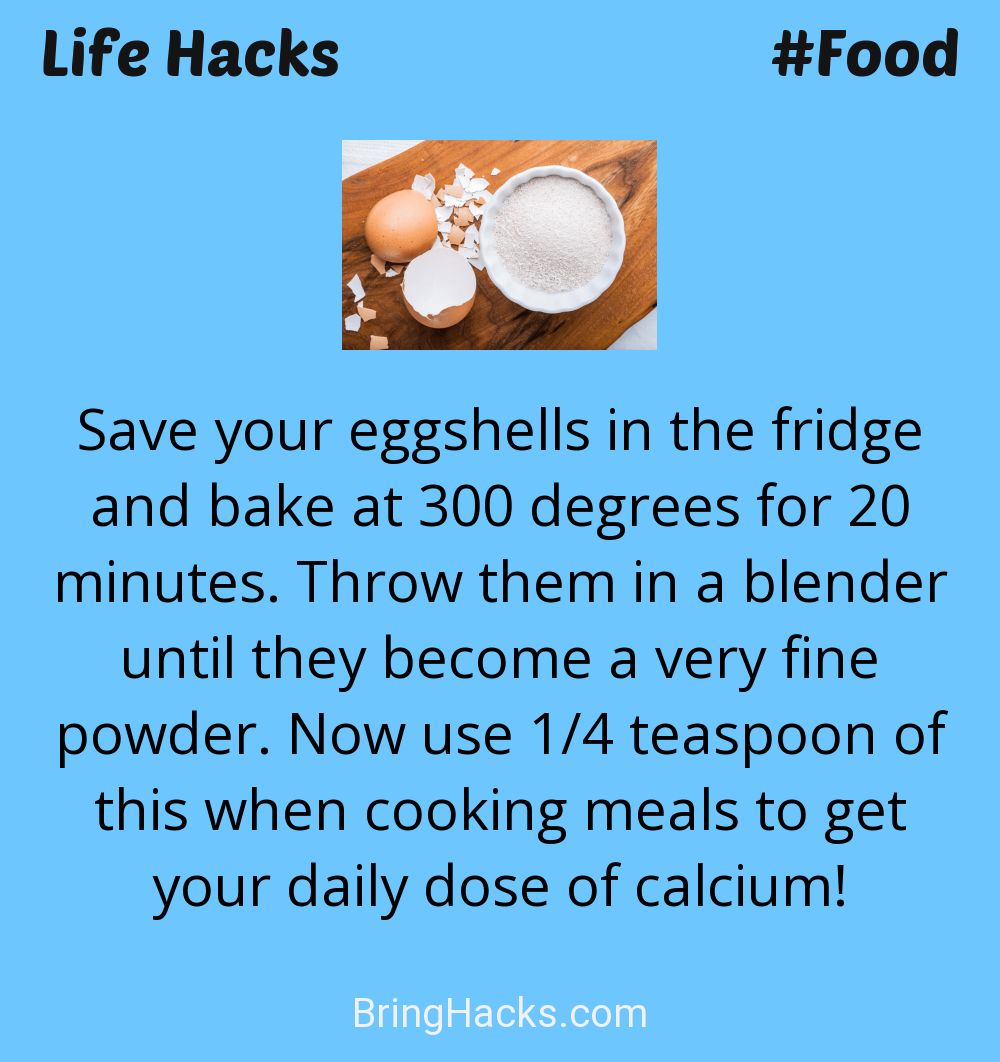 Life Hacks #Food
Save your eggshells in the fridge
and bake at 300 degrees for 20
minutes. Throw them in a blender
until they become a very fine
powder. Now use 1/4 teaspoon of
this when cooking meals to get
your daily dose of calcium!
BringHacks.com